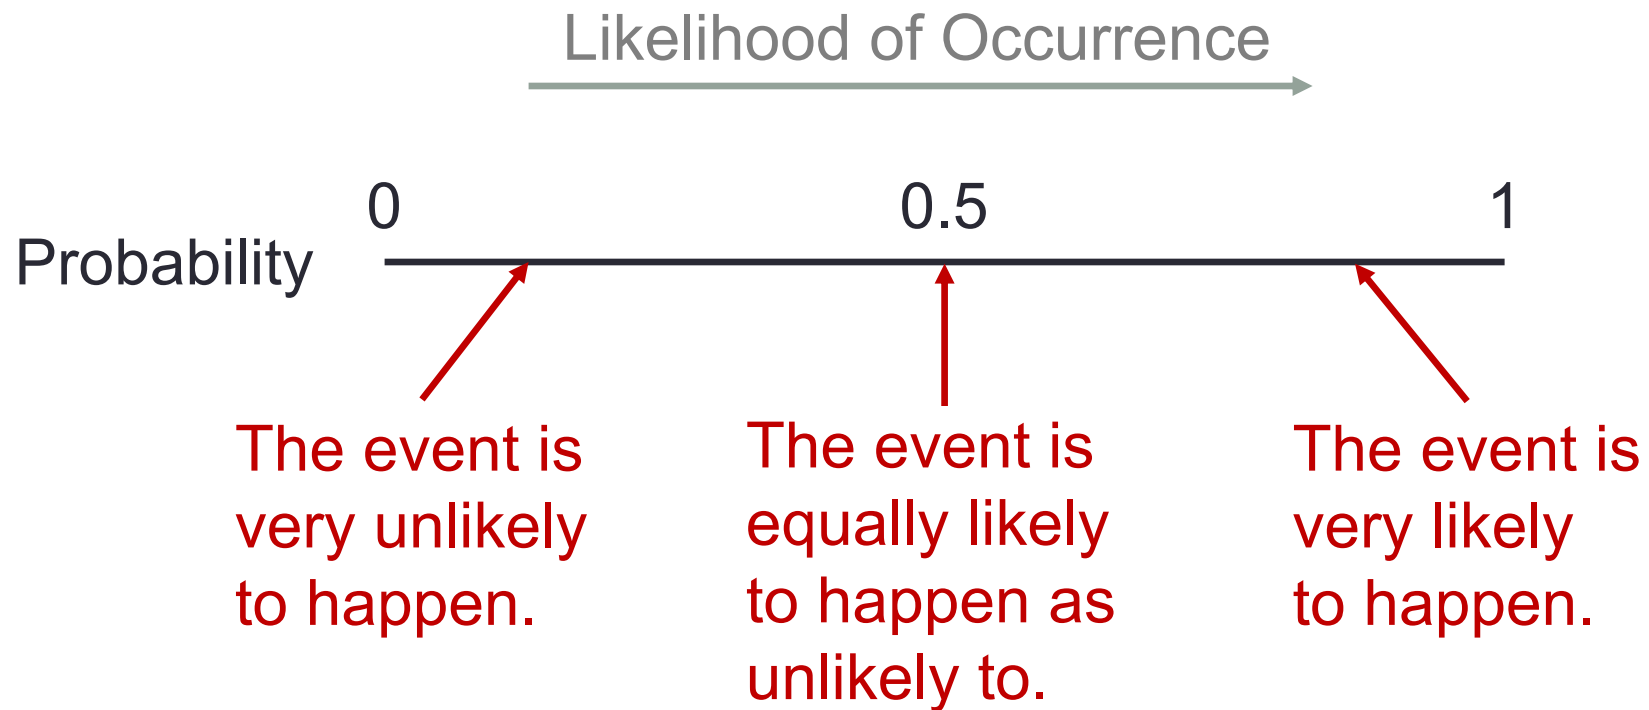 Likelihood of Occurrence
0 0.5 1
Probability
The event is
very unlikely
to happen.
The event is
equally likely
to happen as
unlikely to.
The event is
very likely
to happen.